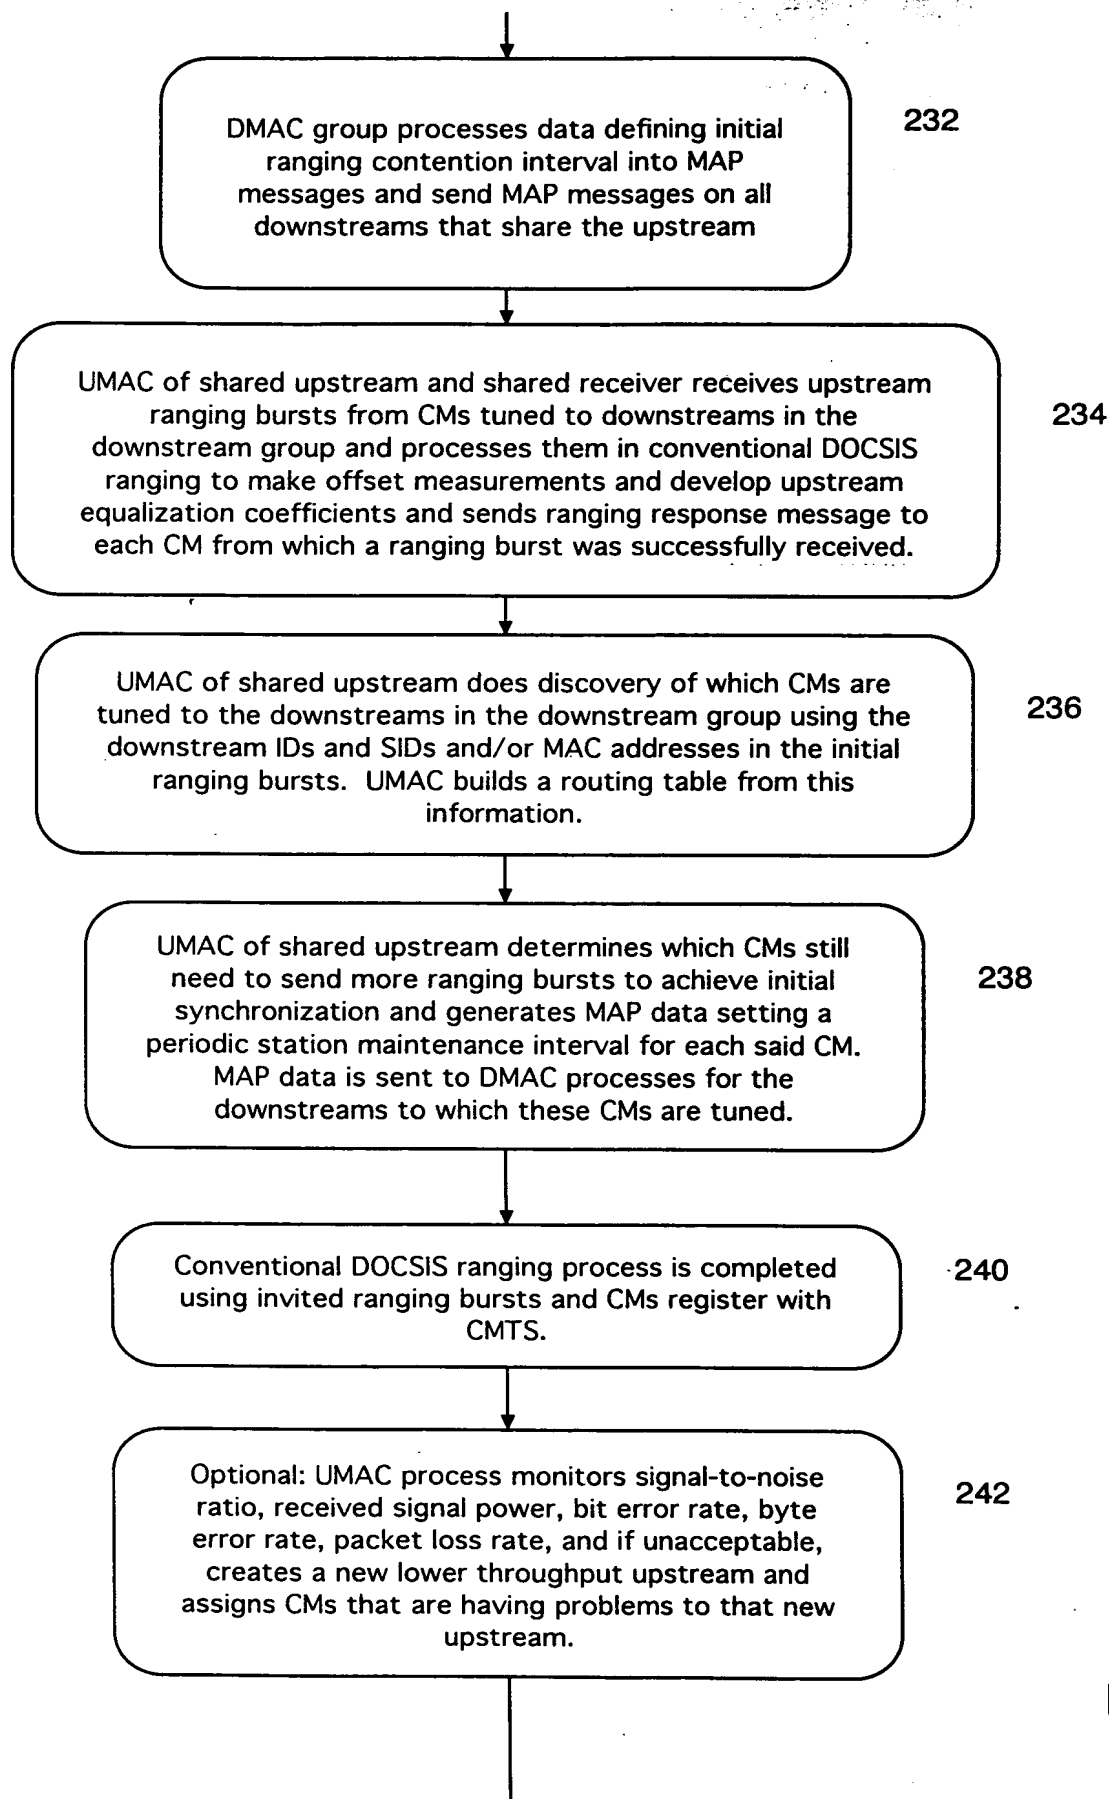 DMAC group processes data defining initial
ranging contention interval into MAP
messages and send MAP messages on all
downstreams that share the upstream
232
UMAC of shared upstream and shared receiver receives upstream
ranging bursts from CMs tuned to downstreams in the
downstream group and processes them in conventional DOCSIS
ranging to make offset measurements and develop upstream
equalization coefficients and sends ranging response message to
each CM from which a ranging burst was successfully received.
234
UMAC of shared upstream does discovery of which CMs are
tuned to the downstreams in the downstream group using the
downstream IDs and SIDs and/or MAC addresses in the initial
ranging bursts. UMAC builds a routing table from this
information.
236
UMAC of shared upstream determines which CMs still
need to send more ranging bursts to achieve initial
synchronization and generates MAP data setting a
periodic station maintenance interval for each said CM.
MAP data is sent to DMAC processes for the
downstreams to which these CMs are tuned.
238
Conventional DOCSIS ranging process is completed
using invited ranging bursts and CMs register with
CMTS.
240
Optional: UMAC process monitors signal-to-noise
ratio, received signal power, bit error rate, byte
error rate, packet loss rate, and if unacceptable,
creates a new lower throughput upstream and
assigns CMs that are having problems to that new
upstream.
242